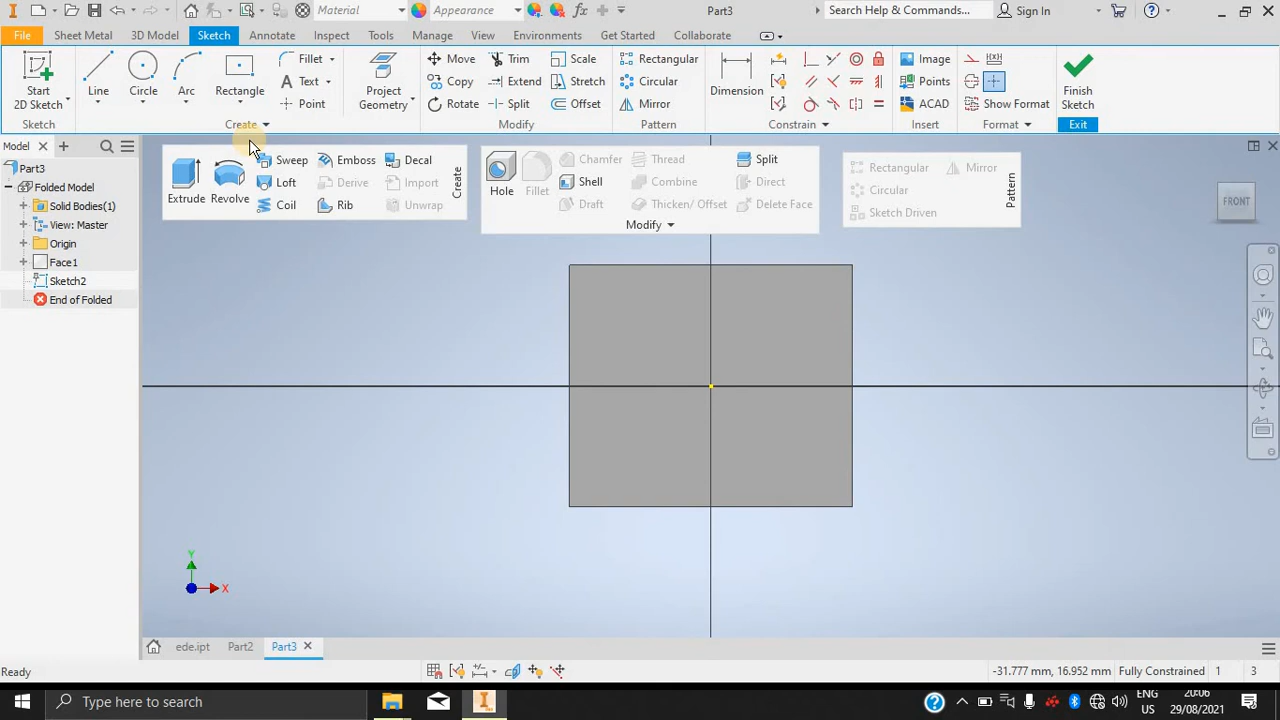 Material
Appearance
Part3
Search Help & Commands...
Sign In
File
Sheet Metal
3D Model
Sketch
Annotate
Inspect
Tools
Manage
View
Environments
Get Started
Collaborate
Start
2D Sketch
Sketch
Line
Circle
Arc
Rectangle
Fillet
Text
Point
Create
Project
Geometry
Move
Copy
Rotate
Trim
Extend
Split
Scale
Stretch
Offset
Modify
Rectangular
Circular
Mirror
Pattern
Dimension
Constrain
Image
Points
ACAD
Insert
Show Format
Format
Finish
Sketch
Exit
Model
Part3
Folded Model
Solid Bodies(1)
View: Master
Origin
Face1
Sketch2
End of Folded
Extrude
Revolve
Sweep
Loft
Coil
Emboss
Derive
Rib
Decal
Import
Unwrap
Create
Hole
Fillet
Chamfer
Shell
Draft
Thread
Combine
Thicken/ Offset
Split
Direct
Delete Face
Modify
Rectangular
Circular
Sketch Driven
Mirror
Pattern
FRONT
Y
X
ede.ipt
Part2
Part3
Ready
-31.777 mm, 16.952 mm
Fully Constrained
1
3
Type here to search
ENG
US
20:06
29/08/2021